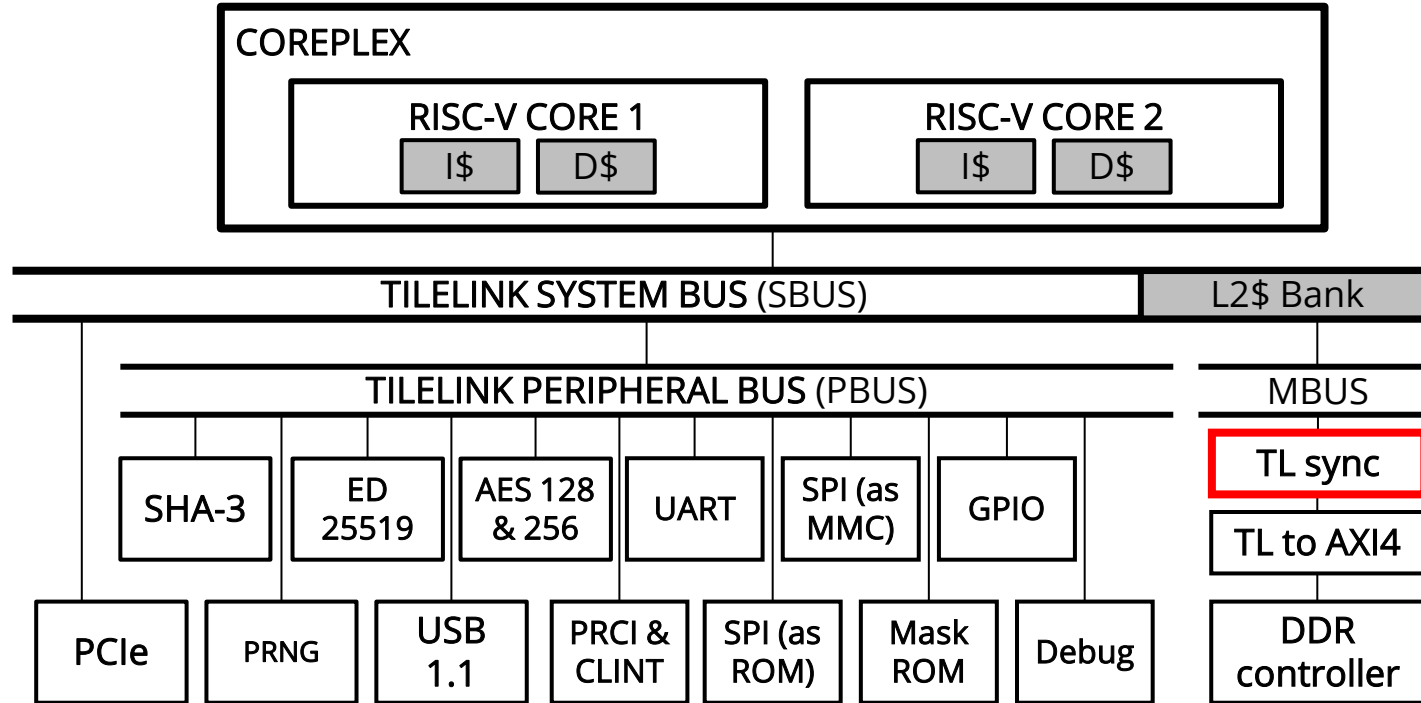 COREPLEX
RISC-V CORE 1
I$
D$
RISC-V CORE 2
I$
D$
TILELINK SYSTEM BUS (SBUS)
L2$ Bank
TILELINK PERIPHERAL BUS (PBUS)
MBUS
SHA-3
ED
25519
AES 128
& 256
UART
SPI (as
MMC)
GPIO
TL sync
TL to AXI4
PCIe
PRNG
USB
1.1
PRCI &
CLINT
SPI (as
ROM)
Mask
ROM
Debug
DDR
controller